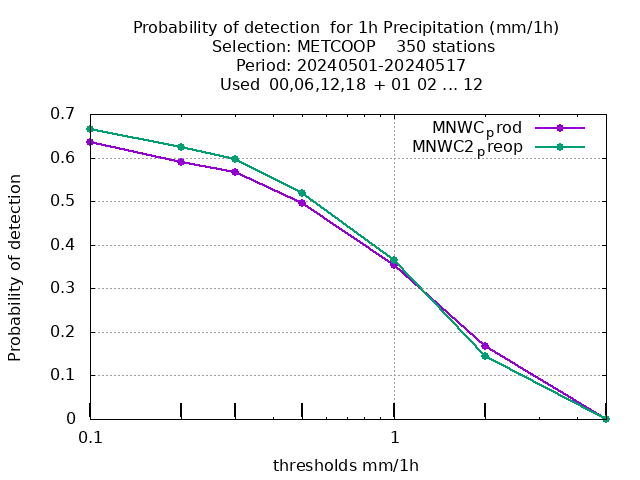 Probability of detection  for 1h Precipitation (mm/1h)
Selection: METCOOP    350 stations
Period: 20240501-20240517
Used  00,06,12,18 + 01 02 ... 12
MNWCprod
MNWC2preop
Probability of detection
0.7
0.6
0.5
0.4
0.3
0.2
0.1
0
0.1
1
thresholds mm/1h